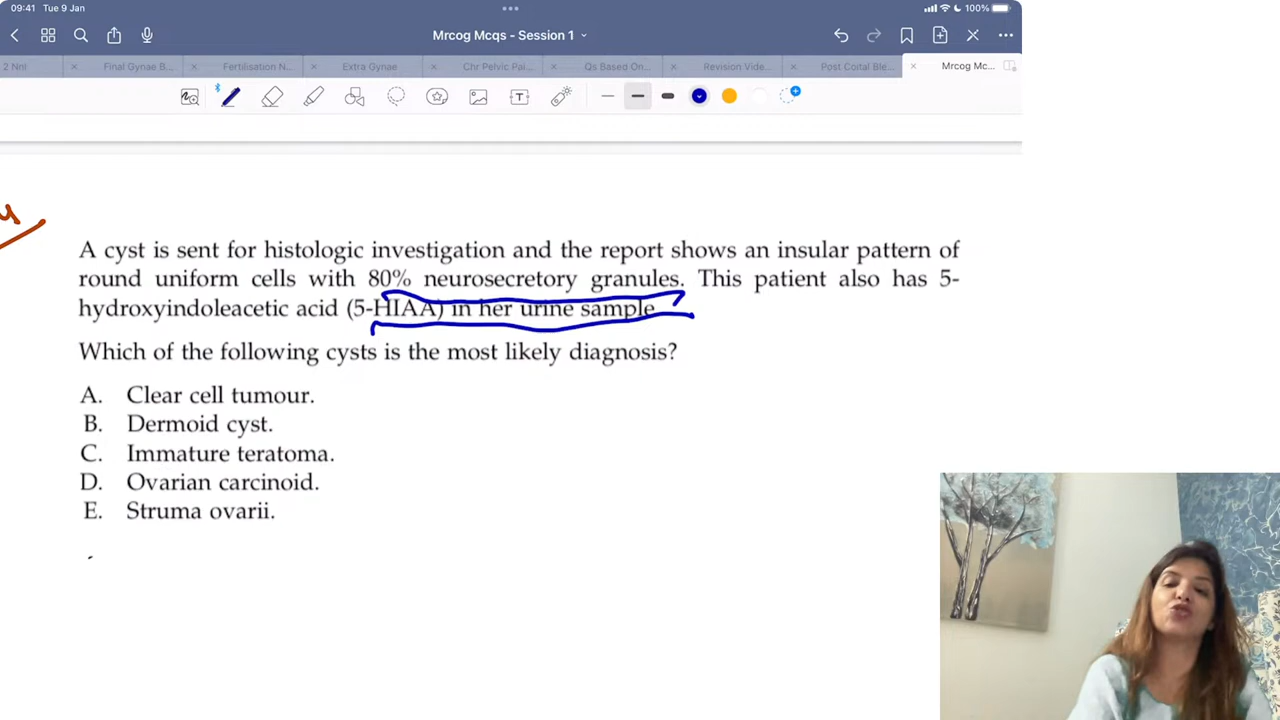 09:41 Tue 9 Jan
100%
Mrcog Mcqs - Session 1
2 Nnl
Final Gynae B...
Fertilisation N...
Extra Gynae
Chr Pelvic Pai...
Qs Based On...
Revision Vide...
Post Coital Ble...
Mrcog Mc...
A cyst is sent for histologic investigation and the report shows an insular pattern of
round uniform cells with 80% neurosecretory granules. This patient also has 5-
hydroxyindoleacetic acid (5-HIAA) in her urine sample
Which of the following cysts is the most likely diagnosis?
A. Clear cell tumour.
B. Dermoid cyst.
C. Immature teratoma.
D. Ovarian carcinoid.
E. Struma ovarii.